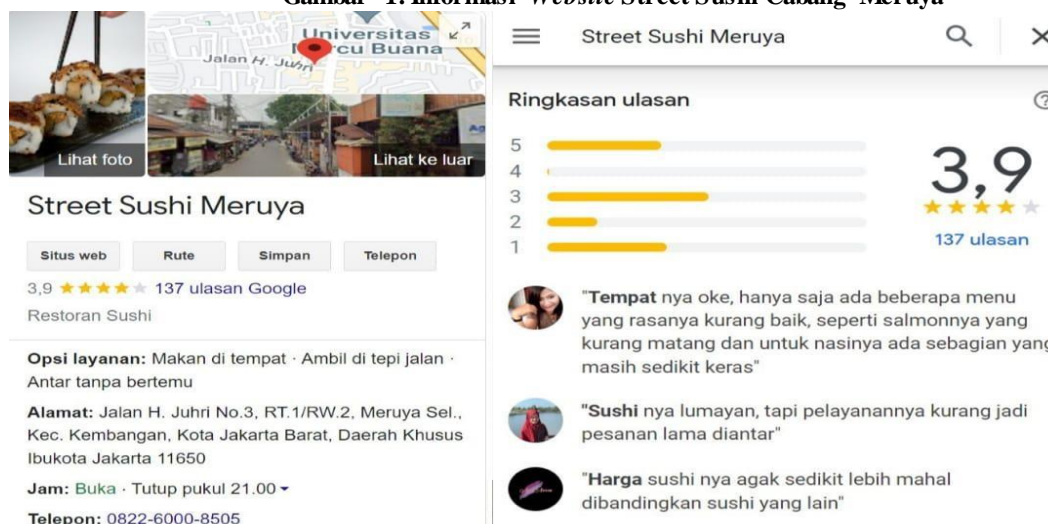 Gambar 1. Informasi Website Street Sushi Cabang Meruya
Universitas
Mercu Buana
Jalan H. Juhri
Lihat foto
Lihat ke luar
Street Sushi Meruya
Situs web
Rute
Simpan
Telepon
3,9 137 ulasan Google
Restoran Sushi
Opsi layanan: Makan di tempat · Ambil di tepi jalan ·
Antar tanpa bertemu
Alamat: Jalan H. Juhri No.3, RT.1/RW.2, Meruya Sel.,
Kec. Kembangan, Kota Jakarta Barat, Daerah Khusus
Ibukota Jakarta 11650
Jam: Buka · Tutup pukul 21.00
Telepon: 0822-6000-8505
Street Sushi Meruya
Ringkasan ulasan
5
4
3
2
1
3,9
137 ulasan
"Tempat nya oke, hanya saja ada beberapa menu
yang rasanya kurang baik, seperti salmonnya yang
kurang matang dan untuk nasinya ada sebagian yang
masih sedikit keras"
"Sushi nya lumayan, tapi pelayanannya kurang jadi
pesanan lama diantar"
"Harga sushi nya agak sedikit lebih mahal
dibandingkan sushi yang lain"